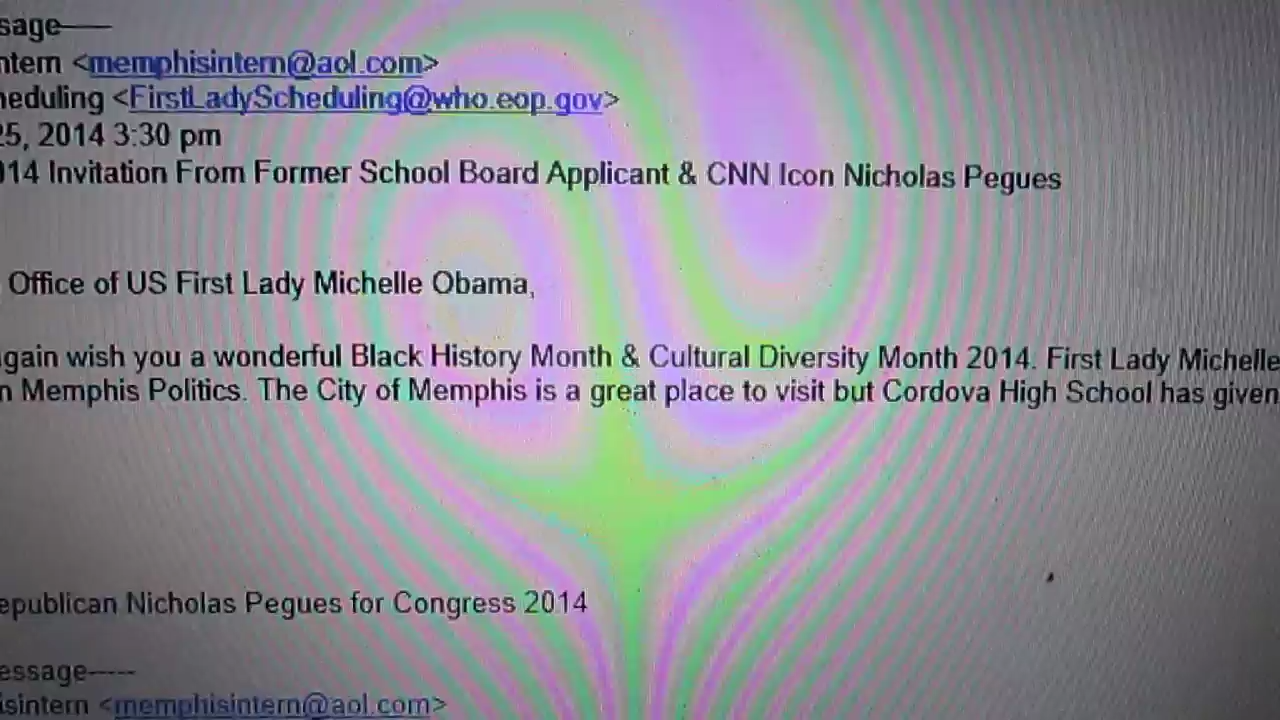 sage-----
ntern <memphisintern@aol.com>
heduling <FirstLadyScheduling@who.eop.gov>
25, 2014 3:30 pm
014 Invitation From Former School Board Applicant & CNN Icon Nicholas Pegues
Office of US First Lady Michelle Obama,
gain wish you a wonderful Black History Month & Cultural Diversity Month 2014. First Lady Michelle
n Memphis Politics. The City of Memphis is a great place to visit but Cordova High School has given
epublican Nicholas Pegues for Congress 2014
essage-----
isintern <memphisintern@aol.com>